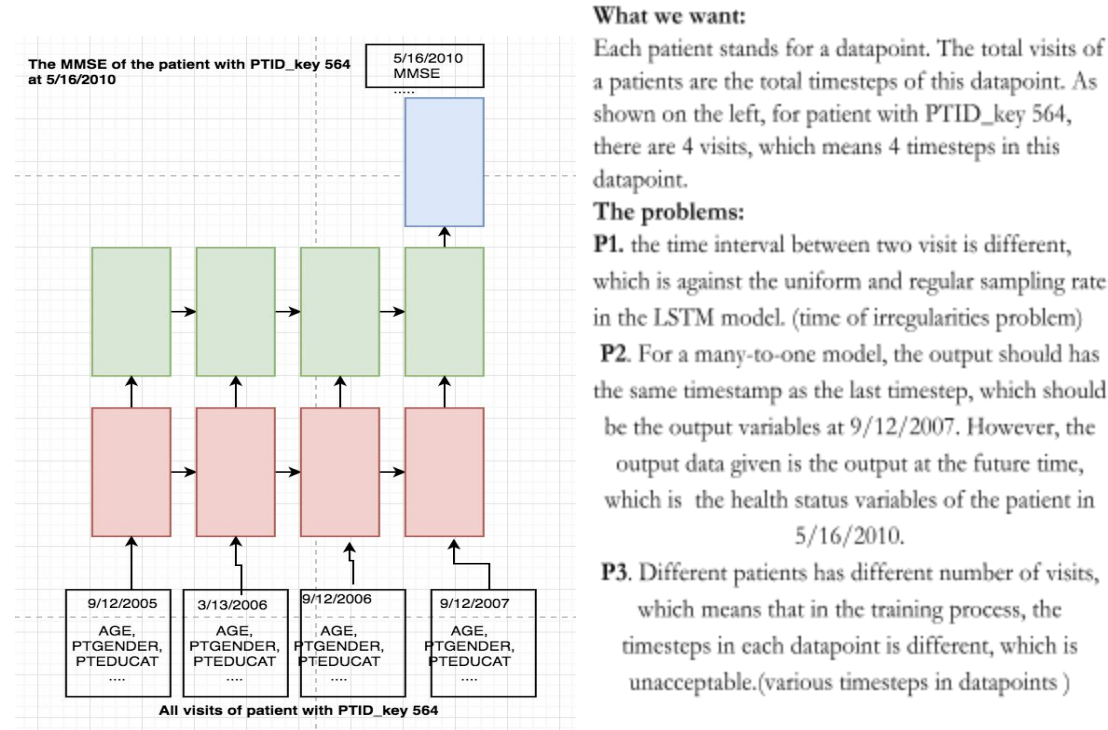 The MMSE of the patient with PTID_key 564
at 5/16/2010
5/16/2010
MMSE
.....
9/12/2005
AGE,
PTGENDER,
PTEDUCAT
....
3/13/2006
AGE,
PTGENDER,
PTEDUCAT
....
9/12/2006
AGE,
PTGENDER,
PTEDUCAT
....
9/12/2007
AGE,
PTGENDER,
PTEDUCAT
....
All visits of patient with PTID_key 564
What we want:
Each patient stands for a datapoint. The total visits of
a patients are the total timesteps of this datapoint. As
shown on the left, for patient with PTID_key 564,
there are 4 visits, which means 4 timesteps in this
datapoint.
The problems:
P1. the time interval between two visit is different,
which is against the uniform and regular sampling rate
in the LSTM model. (time of irregularities problem)
P2. For a many-to-one model, the output should has
the same timestamp as the last timestep, which should
be the output variables at 9/12/2007. However, the
output data given is the output at the future time,
which is the health status variables of the patient in
5/16/2010.
P3. Different patients has different number of visits,
which means that in the training process, the
timesteps in each datapoint is different, which is
unacceptable.(various timesteps in datapoints )